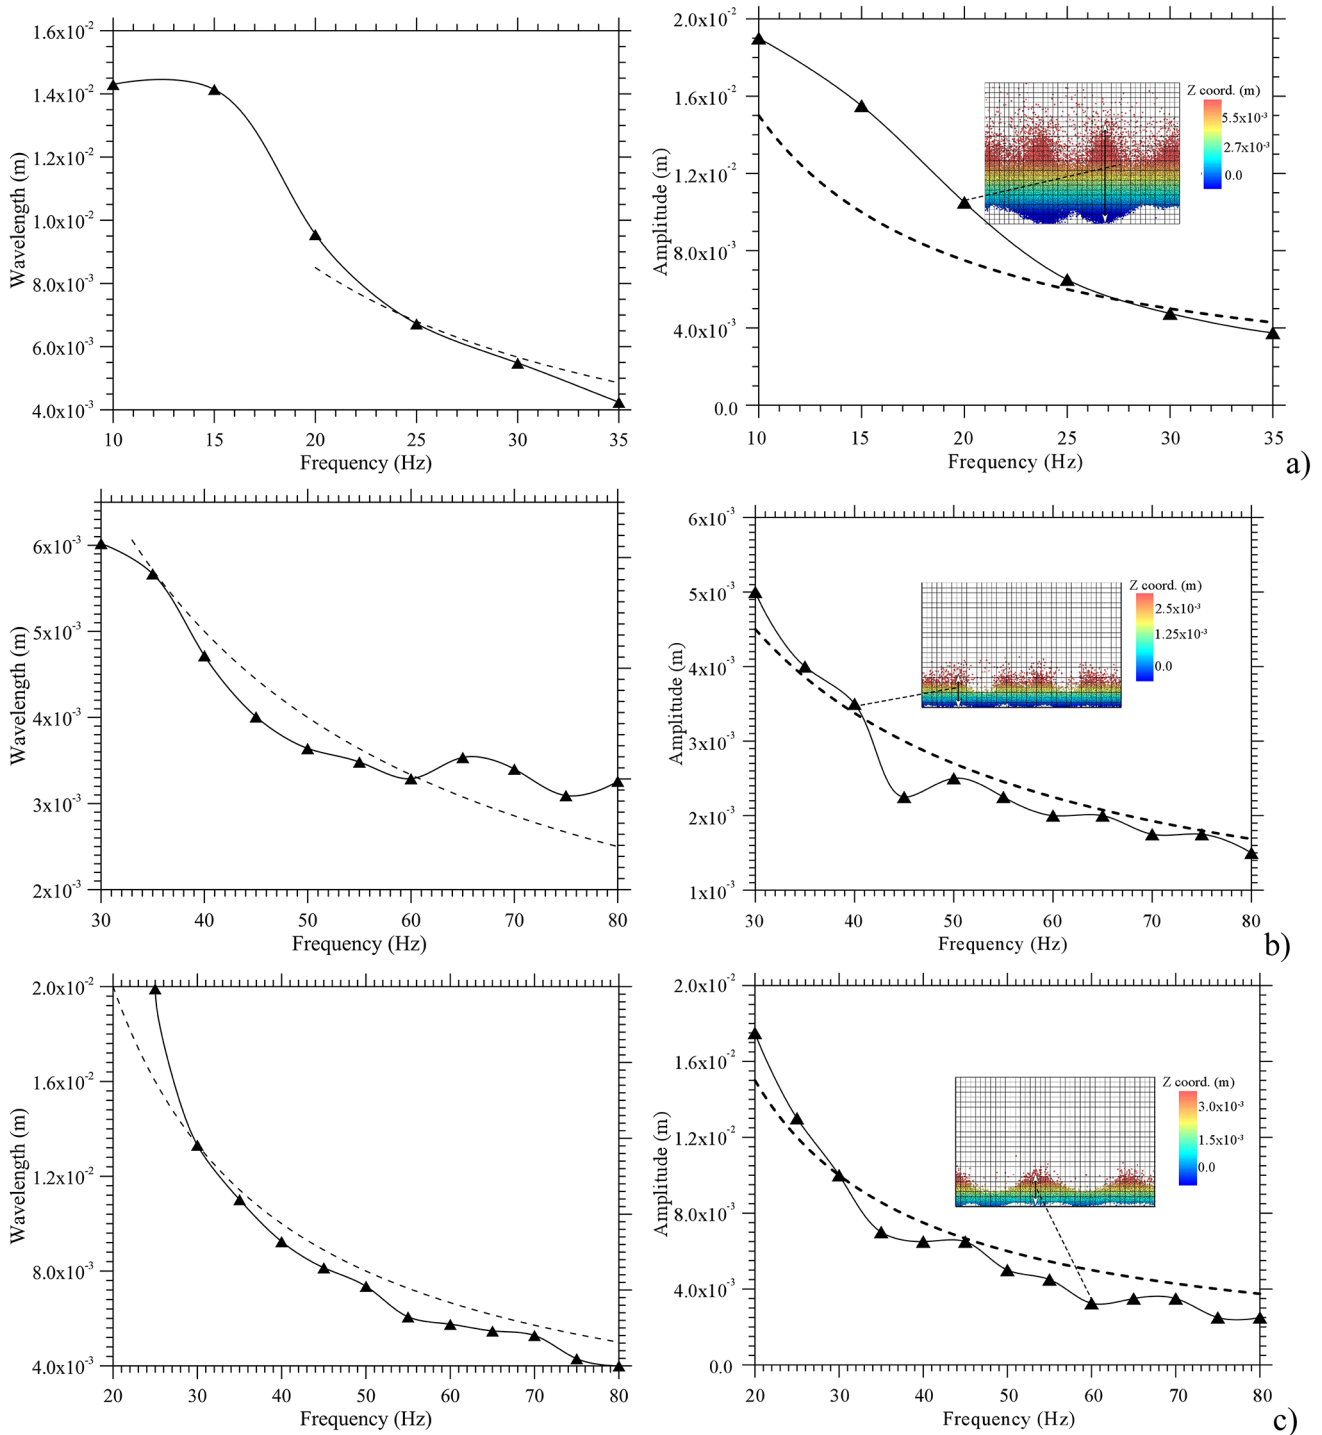 1.6x10⁻²
1.4x10⁻²
1.2x10⁻²
1.0x10⁻²
8.0x10⁻³
6.0x10⁻³
4.0x10⁻³
Wavelength (m)
10 15 20 25 30 35
Frequency (Hz)
2.0x10⁻²
1.6x10⁻²
1.2x10⁻²
8.0x10⁻³
4.0x10⁻³
0.0
Amplitude (m)
Z coord. (m)
5.5x10⁻³
2.7x10⁻³
0.0
10 15 20 25 30 35
Frequency (Hz)
a)
6x10⁻³
5x10⁻³
4x10⁻³
3x10⁻³
2x10⁻³
Wavelength (m)
30 40 50 60 70 80
Frequency (Hz)
6x10⁻³
5x10⁻³
4x10⁻³
3x10⁻³
2x10⁻³
1x10⁻³
Amplitude (m)
Z coord. (m)
2.5x10⁻³
1.25x10⁻³
0.0
30 40 50 60 70 80
Frequency (Hz)
b)
2.0x10⁻²
1.6x10⁻²
1.2x10⁻²
8.0x10⁻³
4.0x10⁻³
Wavelength (m)
20 30 40 50 60 70 80
Frequency (Hz)
2.0x10⁻²
1.6x10⁻²
1.2x10⁻²
8.0x10⁻³
4.0x10⁻³
0.0
Amplitude (m)
Z coord. (m)
3.0x10⁻³
1.5x10⁻³
0.0
20 30 40 50 60 70 80
Frequency (Hz)
c)